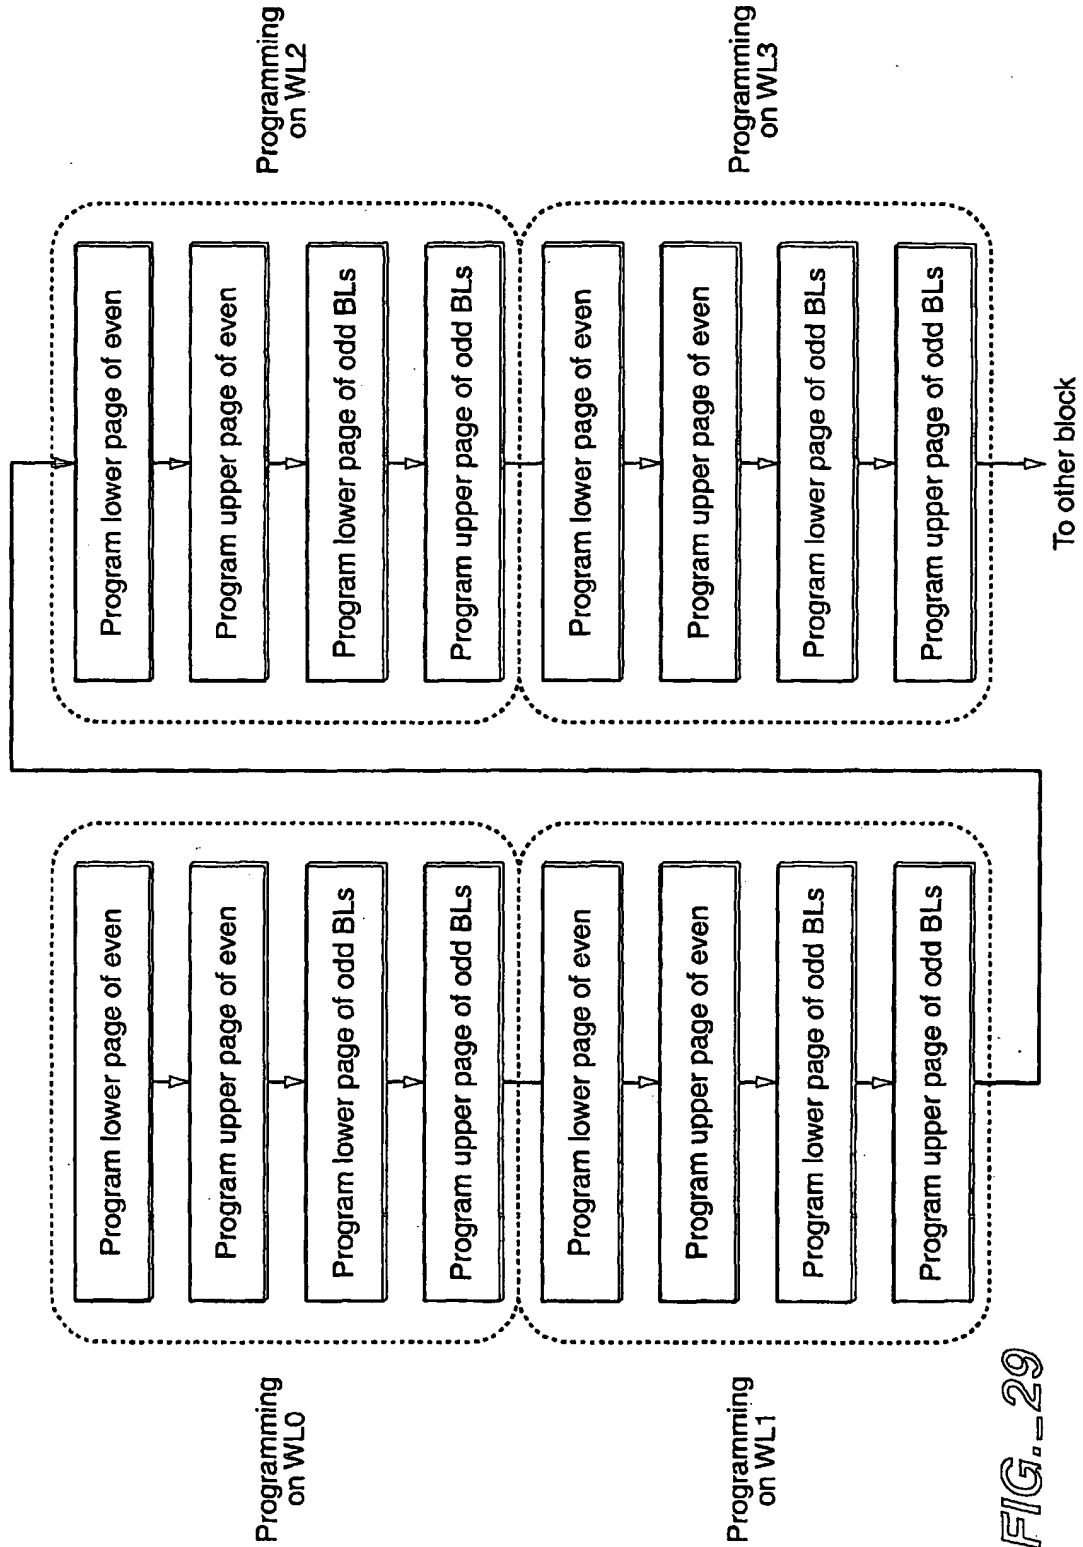 Programming
on WL0
Program lower page of even
Program upper page of even
Program lower page of odd BLs
Program upper page of odd BLs
Programming
on WL1
Program lower page of even
Program upper page of even
Program lower page of odd BLs
Program upper page of odd BLs
Programming
on WL2
Program lower page of even
Program upper page of even
Program lower page of odd BLs
Program upper page of odd BLs
Programming
on WL3
Program lower page of even
Program upper page of even
Program lower page of odd BLs
Program upper page of odd BLs
To other block
FIG._29